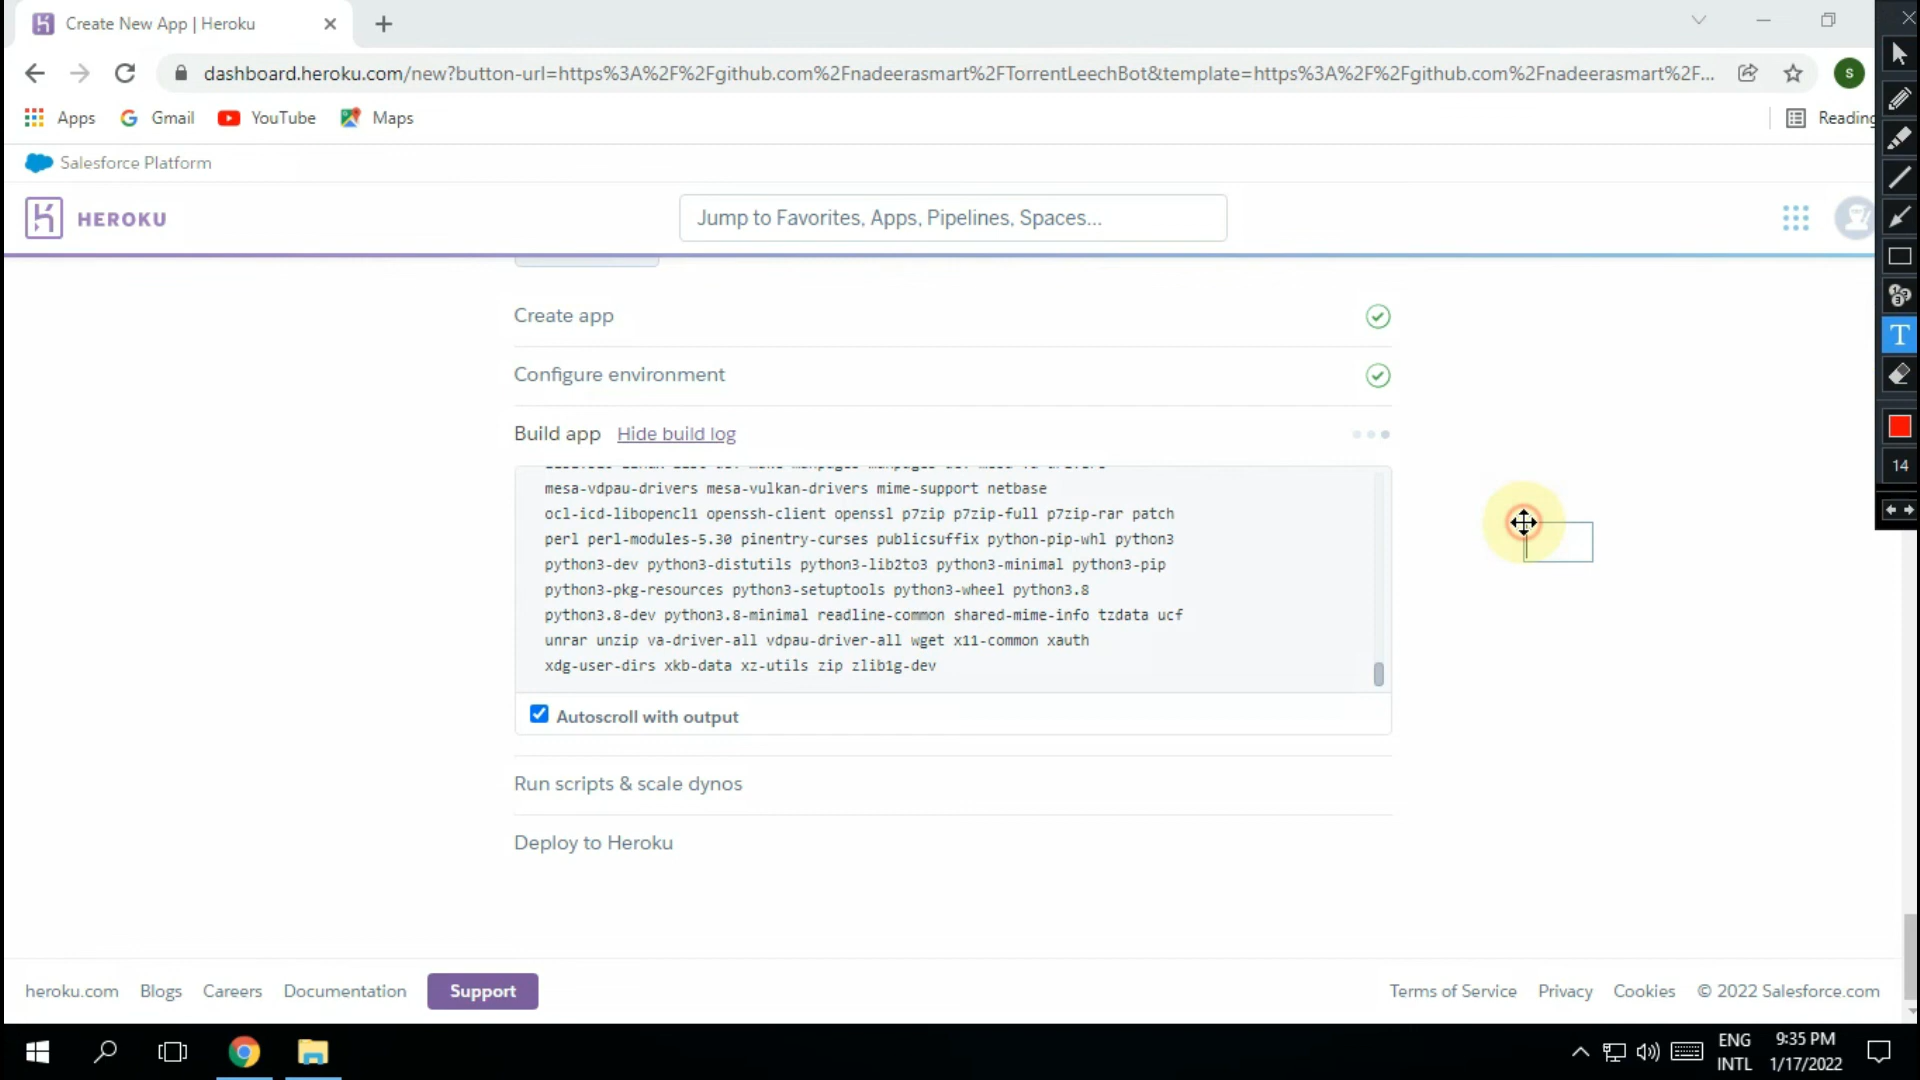 Create New App | Heroku
dashboard.heroku.com/new?button-url=https%3A%2F%2Fgithub.com%2Fnadeerasmart%2FTorrentLeechBot&template=https%3A%2F%2Fgithub.com%2Fnadeerasmart%2F...
S
Apps Gmail YouTube Maps
Reading
Salesforce Platform
HEROKU
Jump to Favorites, Apps, Pipelines, Spaces...
T
14
Create app
Configure environment
Build app Hide build log
mesa-vdpau-drivers mesa-vulkan-drivers mime-support netbase
ocl-icd-libopencl1 openssh-client openssl p7zip p7zip-full p7zip-rar patch
perl perl-modules-5.30 pinentry-curses publicsuffix python-pip-whl python3
python3-dev python3-distutils python3-lib2to3 python3-minimal python3-pip
python3-pkg-resources python3-setuptools python3-wheel python3.8
python3.8-dev python3.8-minimal readline-common shared-mime-info tzdata ucf
unrar unzip va-driver-all vdpau-driver-all wget x11-common xauth
xdg-user-dirs xkb-data xz-utils zip zlib1g-dev
Autoscroll with output
Run scripts & scale dynos
Deploy to Heroku
heroku.com Blogs Careers Documentation Support
Terms of Service Privacy Cookies © 2022 Salesforce.com
ENG
INTL
9:35 PM
1/17/2022